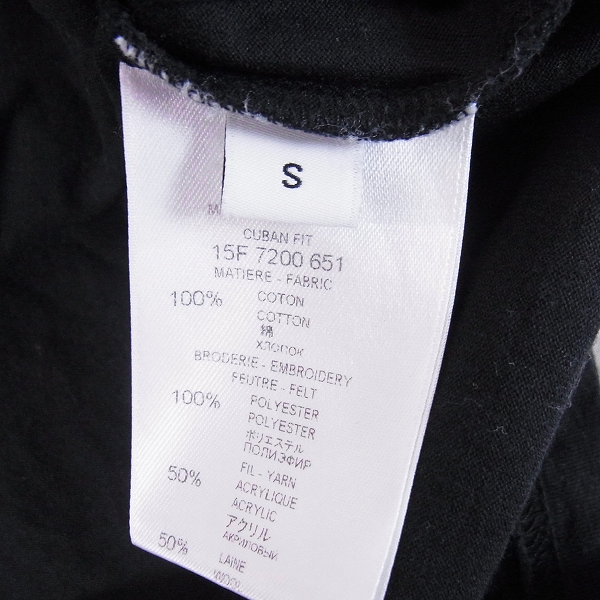 S
CUBAN FIT
15F 7200 651
MATIERE - FABRIC
100% COTON
COTTON
綿
ХЛОПОК
BRODERIE - EMBROIDERY
FEUTRE - FELT
100% POLYESTER
POLYESTER
ポリエステル
ПОЛИЭФИР
FIL - YARN
50% ACRYLIQUE
ACRYLIC
アクリル
АКРИЛОВЫЙ
50% LAINE
WOOL